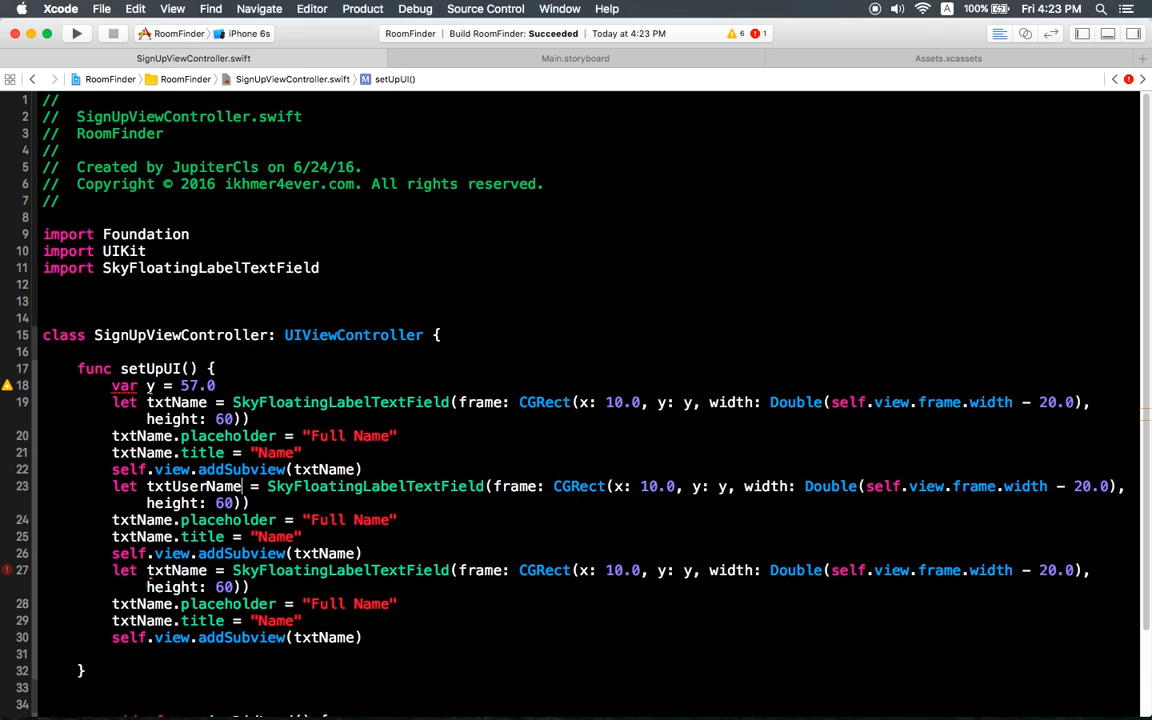 Xcode File Edit View Find Navigate Editor Product Debug Source Control Window Help A 100% Fri 4:23 PM
RoomFinder iPhone 6s RoomFinder Build RoomFinder: Succeeded Today at 4:23 PM 6 1
SignUpViewController.swift Main.storyboard Assets.xcassets
RoomFinder RoomFinder SignUpViewController.swift M setUpUI()
1 //
2 // SignUpViewController.swift
3 // RoomFinder
4 //
5 // Created by JupiterCls on 6/24/16.
6 // Copyright © 2016 ikhmer4ever.com. All rights reserved.
7 //
8
9 import Foundation
10 import UIKit
11 import SkyFloatingLabelTextField
12
13
14
15 class SignUpViewController: UIViewController {
16
17 func setUpUI() {
18 var y = 57.0
19 let txtName = SkyFloatingLabelTextField(frame: CGRect(x: 10.0, y: y, width: Double(self.view.frame.width - 20.0),
height: 60))
20 txtName.placeholder = "Full Name"
21 txtName.title = "Name"
22 self.view.addSubview(txtName)
23 let txtUserName = SkyFloatingLabelTextField(frame: CGRect(x: 10.0, y: y, width: Double(self.view.frame.width - 20.0),
height: 60))
24 txtName.placeholder = "Full Name"
25 txtName.title = "Name"
26 self.view.addSubview(txtName)
27 let txtName = SkyFloatingLabelTextField(frame: CGRect(x: 10.0, y: y, width: Double(self.view.frame.width - 20.0),
height: 60))
28 txtName.placeholder = "Full Name"
29 txtName.title = "Name"
30 self.view.addSubview(txtName)
31
32 }
33
34